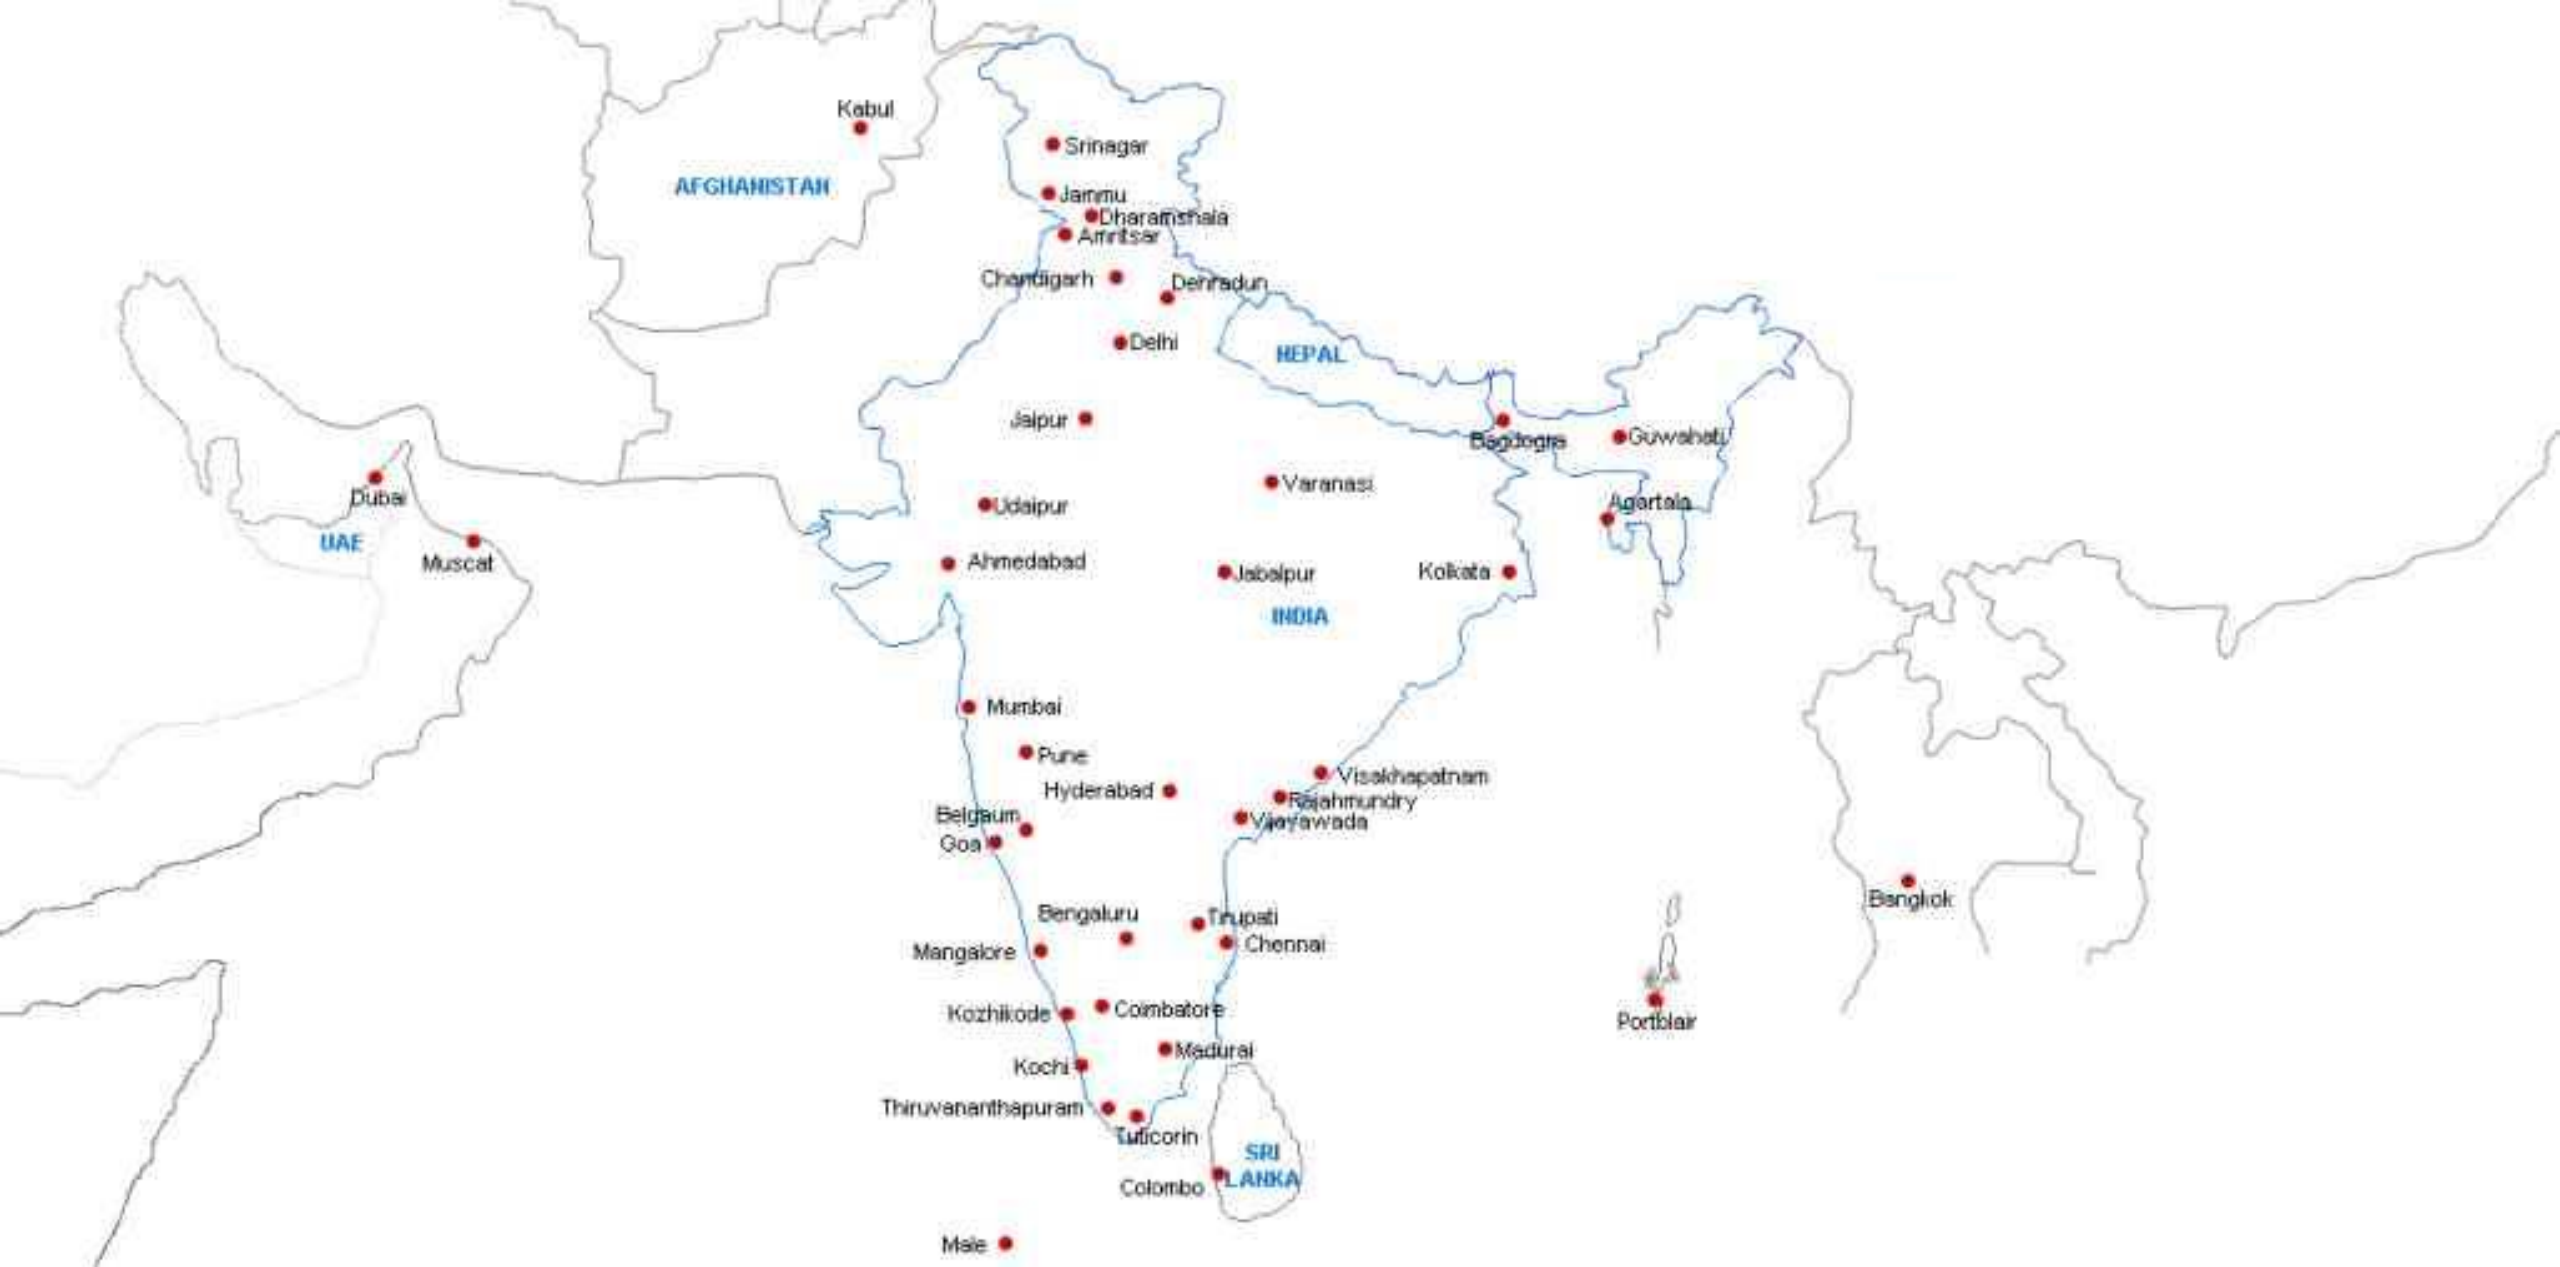 Kabul
Srinagar
AFGHANISTAN
Jammu
Dharamshala
Amritsar
Chandigarh
Dehradun
Delhi
NEPAL
Jaipur
Bagdogra
Guwahati
Varanasi
Dubai
Udaipur
Agartala
UAE
Muscat
Ahmedabad
Jabalpur
Kolkata
INDIA
Mumbai
Pune
Visakhapatnam
Hyderabad
Rajahmundry
Belgaum
Vijayawada
Goa
Bangkok
Bengaluru
Tirupati
Chennai
Mangalore
Coimbatore
Kozhikode
Portblair
Madurai
Kochi
Thiruvananthapuram
Tuticorin
SRI
LANKA
Colombo
Male